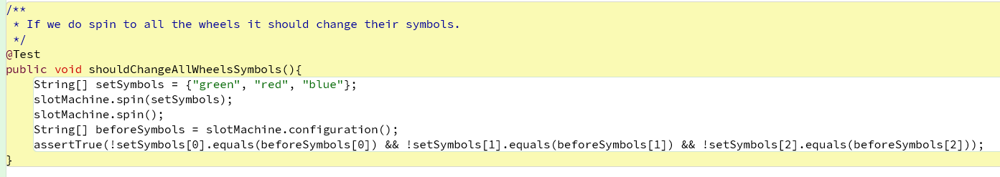 /**
 * If we do spin to all the wheels it should change their symbols.
 */
@Test
public void shouldChangeAllWheelsSymbols(){
    String[] setSymbols = {"green", "red", "blue"};
    slotMachine.spin(setSymbols);
    slotMachine.spin();
    String[] beforeSymbols = slotMachine.configuration();
    assertTrue(!setSymbols[0].equals(beforeSymbols[0]) && !setSymbols[1].equals(beforeSymbols[1]) && !setSymbols[2].equals(beforeSymbols[2]));
}